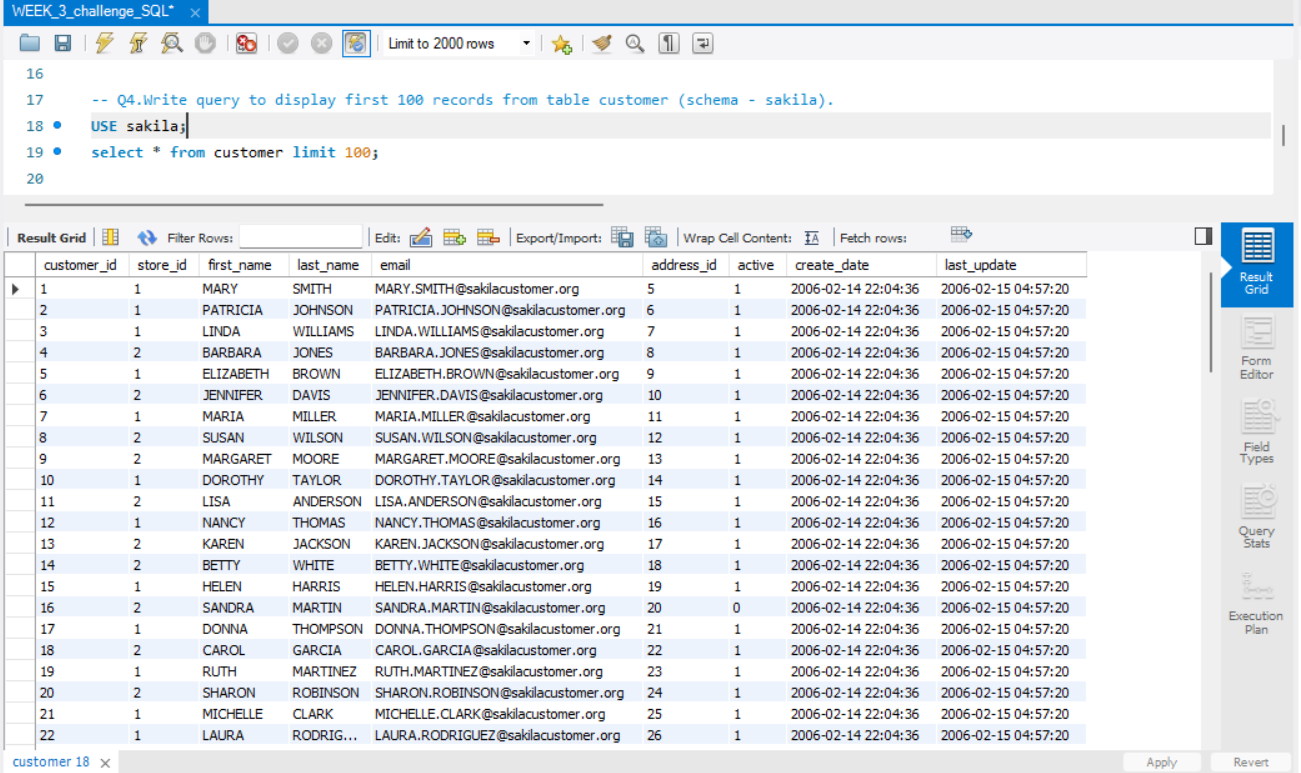 WEEK_3_challenge_SQL* ×
Limit to 2000 rows
16
17 -- Q4.Write query to display first 100 records from table customer (schema - sakila).
18 USE sakila;
19 select * from customer limit 100;
20
Result Grid Filter Rows: Edit: Export/Import: Wrap Cell Content: IA Fetch rows:
customer_id store_id first_name last_name email address_id active create_date last_update
1 1 MARY SMITH MARY.SMITH@sakilacustomer.org 5 1 2006-02-14 22:04:36 2006-02-15 04:57:20
2 1 PATRICIA JOHNSON PATRICIA.JOHNSON@sakilacustomer.org 6 1 2006-02-14 22:04:36 2006-02-15 04:57:20
3 1 LINDA WILLIAMS LINDA.WILLIAMS@sakilacustomer.org 7 1 2006-02-14 22:04:36 2006-02-15 04:57:20
4 2 BARBARA JONES BARBARA.JONES@sakilacustomer.org 8 1 2006-02-14 22:04:36 2006-02-15 04:57:20
5 1 ELIZABETH BROWN ELIZABETH.BROWN@sakilacustomer.org 9 1 2006-02-14 22:04:36 2006-02-15 04:57:20
6 2 JENNIFER DAVIS JENNIFER.DAVIS@sakilacustomer.org 10 1 2006-02-14 22:04:36 2006-02-15 04:57:20
7 1 MARIA MILLER MARIA.MILLER@sakilacustomer.org 11 1 2006-02-14 22:04:36 2006-02-15 04:57:20
8 2 SUSAN WILSON SUSAN.WILSON@sakilacustomer.org 12 1 2006-02-14 22:04:36 2006-02-15 04:57:20
9 2 MARGARET MOORE MARGARET.MOORE@sakilacustomer.org 13 1 2006-02-14 22:04:36 2006-02-15 04:57:20
10 1 DOROTHY TAYLOR DOROTHY.TAYLOR@sakilacustomer.org 14 1 2006-02-14 22:04:36 2006-02-15 04:57:20
11 2 LISA ANDERSON LISA.ANDERSON@sakilacustomer.org 15 1 2006-02-14 22:04:36 2006-02-15 04:57:20
12 1 NANCY THOMAS NANCY.THOMAS@sakilacustomer.org 16 1 2006-02-14 22:04:36 2006-02-15 04:57:20
13 2 KAREN JACKSON KAREN.JACKSON@sakilacustomer.org 17 1 2006-02-14 22:04:36 2006-02-15 04:57:20
14 2 BETTY WHITE BETTY.WHITE@sakilacustomer.org 18 1 2006-02-14 22:04:36 2006-02-15 04:57:20
15 1 HELEN HARRIS HELEN.HARRIS@sakilacustomer.org 19 1 2006-02-14 22:04:36 2006-02-15 04:57:20
16 2 SANDRA MARTIN SANDRA.MARTIN@sakilacustomer.org 20 0 2006-02-14 22:04:36 2006-02-15 04:57:20
17 1 DONNA THOMPSON DONNA.THOMPSON@sakilacustomer.org 21 1 2006-02-14 22:04:36 2006-02-15 04:57:20
18 2 CAROL GARCIA CAROL.GARCIA@sakilacustomer.org 22 1 2006-02-14 22:04:36 2006-02-15 04:57:20
19 1 RUTH MARTINEZ RUTH.MARTINEZ@sakilacustomer.org 23 1 2006-02-14 22:04:36 2006-02-15 04:57:20
20 2 SHARON ROBINSON SHARON.ROBINSON@sakilacustomer.org 24 1 2006-02-14 22:04:36 2006-02-15 04:57:20
21 1 MICHELLE CLARK MICHELLE.CLARK@sakilacustomer.org 25 1 2006-02-14 22:04:36 2006-02-15 04:57:20
22 1 LAURA RODRIG... LAURA.RODRIGUEZ@sakilacustomer.org 26 1 2006-02-14 22:04:36 2006-02-15 04:57:20
Result
Grid
Form
Editor
Field
Types
Query
Stats
Execution
Plan
customer 18 × Apply Revert